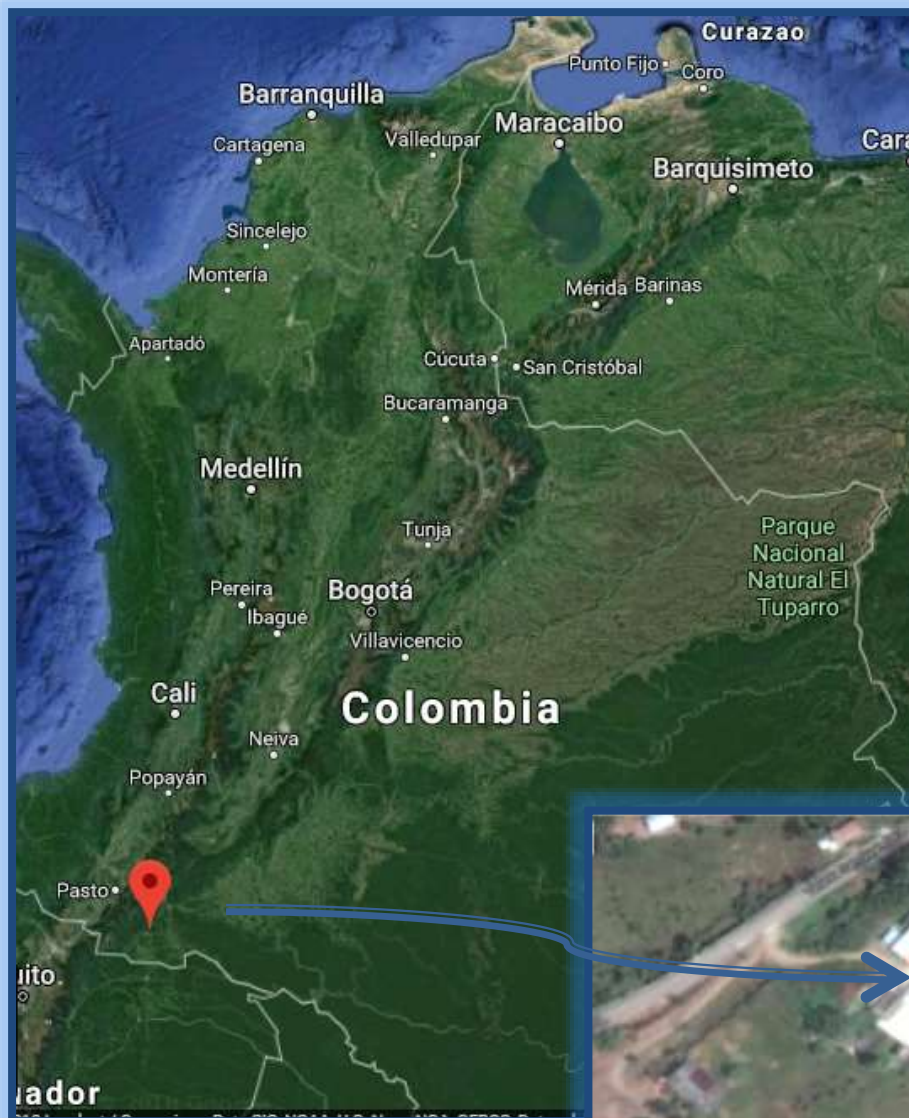 Curazao
Punto Fijo
Coro
Barranquilla
Cartagena
Valledupar
Maracaibo
Cara
Barquisimeto
Sincelejo
Montería
Mérida
Barinas
Apartadó
Cúcuta
San Cristóbal
Bucaramanga
Medellín
Tunja
Parque
Nacional
Natural El
Tuparro
Pereira
Bogotá
Ibagué
Villavicencio
Cali
Colombia
Neiva
Popayán
Pasto
uito
uador